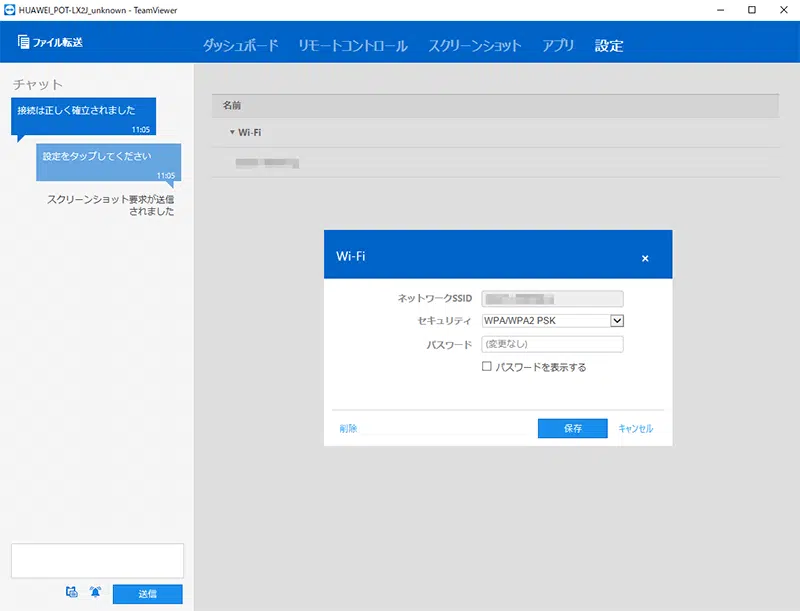 HUAWEI_POT-LX2J_unknown - TeamViewer
ファイル転送
ダッシュボード リモートコントロール スクリーンショット アプリ 設定
チャット
接続は正しく確立されました
11:05
設定をタップしてください
11:05
スクリーンショット要求が送信
されました
名前
Wi-Fi
Wi-Fi
ネットワークSSID
セキュリティ WPA/WPA2 PSK
パスワード (変更なし)
パスワードを表示する
削除 保存 キャンセル
送信